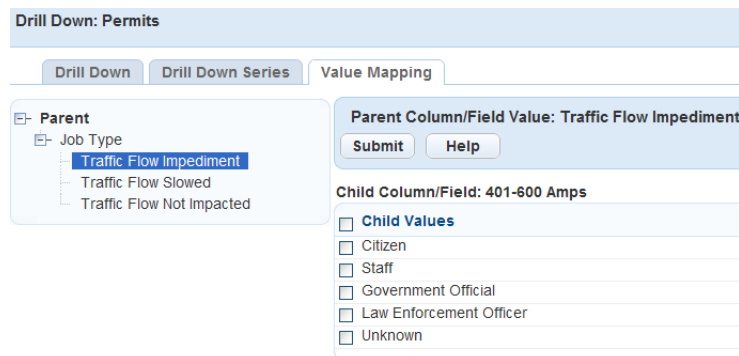 Drill Down: Permits
Drill Down Drill Down Series Value Mapping
Parent
Job Type
Traffic Flow Impediment
Traffic Flow Slowed
Traffic Flow Not Impacted
Parent Column/Field Value: Traffic Flow Impediment
Submit Help
Child Column/Field: 401-600 Amps
Child Values
Citizen
Staff
Government Official
Law Enforcement Officer
Unknown